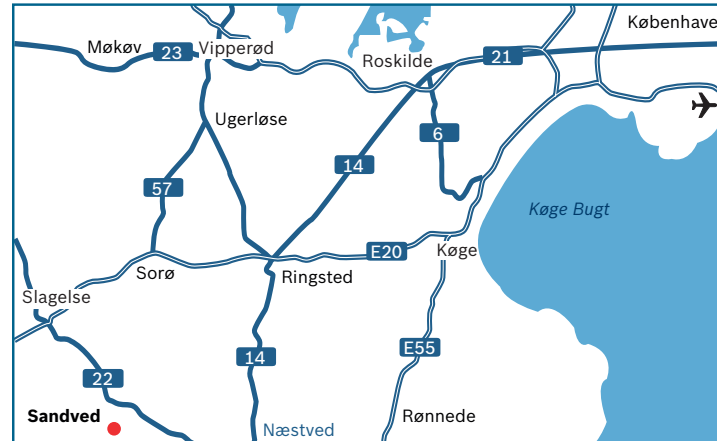 København
Møkøv
23
Vipperød
Roskilde
21
Ugerløse
6
14
57
Køge Bugt
E20
Køge
Sorø
Ringsted
Slagelse
E55
14
22
Sandved
Næstved
Rønnede